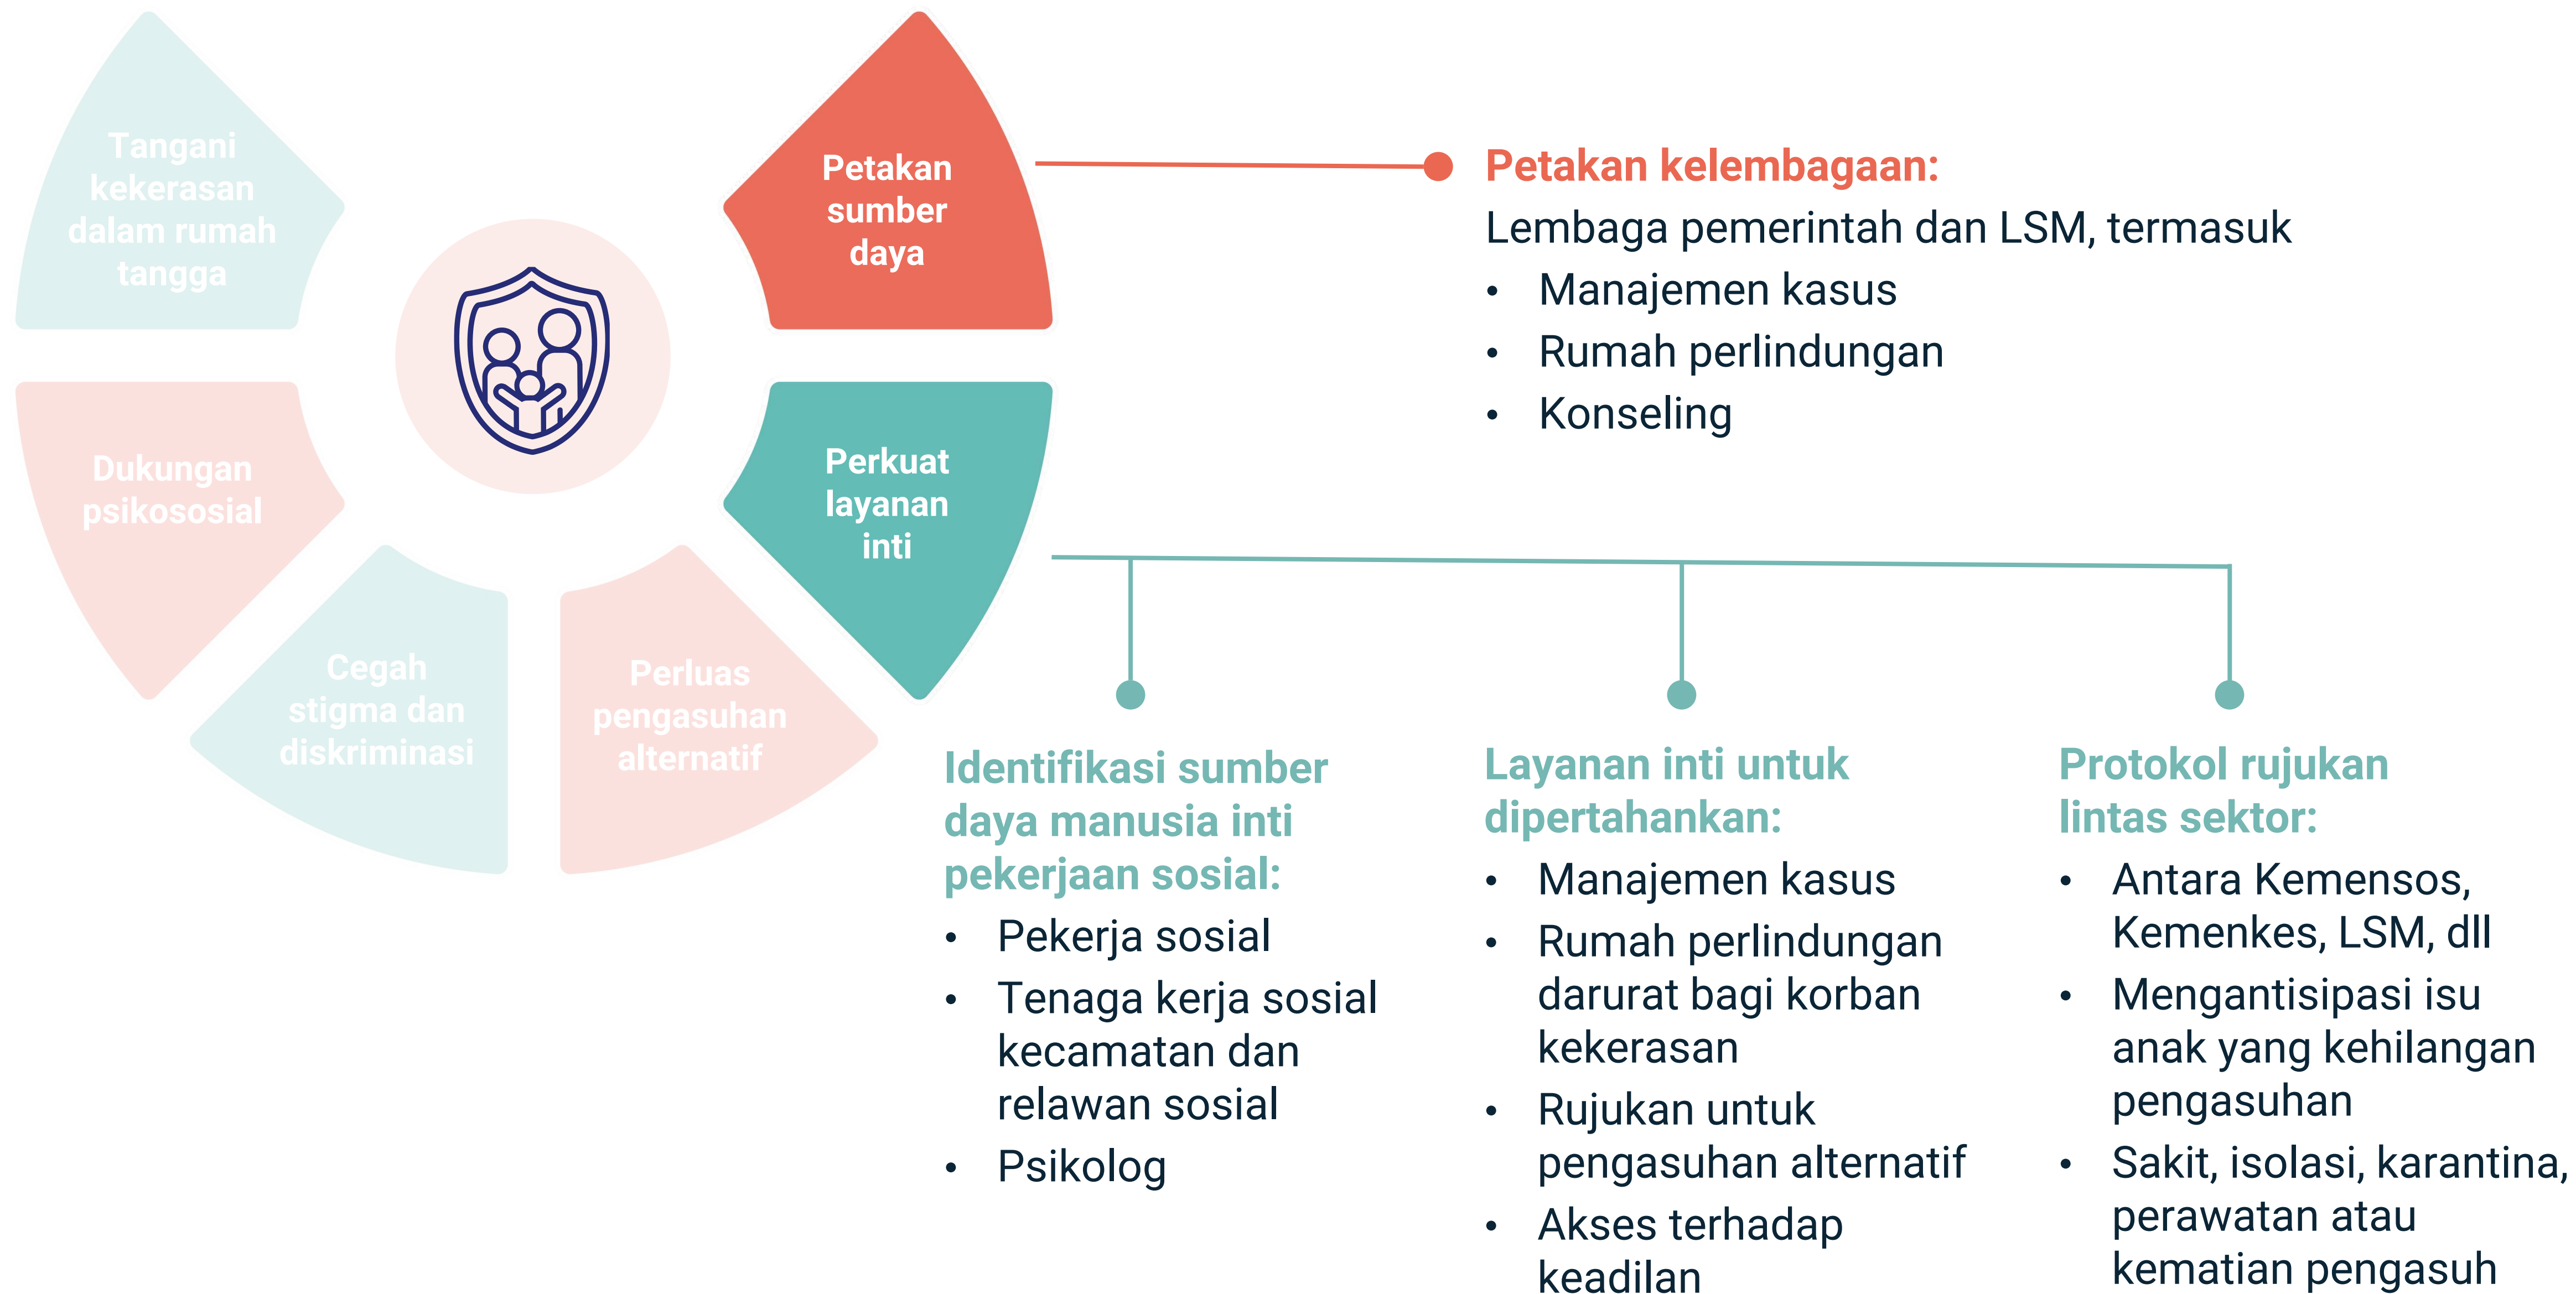 Tangani
kekerasan
dalam rumah
tangga
Dukungan
psikososial
Cegah
stigma dan
diskriminasi
Perluas
pengasuhan
alternatif
Perkuat
layanan
inti
Petakan
sumber
daya
Petakan kelembagaan:
Lembaga pemerintah dan LSM, termasuk
• Manajemen kasus
• Rumah perlindungan
• Konseling
Identifikasi sumber
daya manusia inti
pekerjaan sosial:
• Pekerja sosial
• Tenaga kerja sosial
kecamatan dan
relawan sosial
• Psikolog
Layanan inti untuk
dipertahankan:
• Manajemen kasus
• Rumah perlindungan
darurat bagi korban
kekerasan
• Rujukan untuk
pengasuhan alternatif
• Akses terhadap
keadilan
Protokol rujukan
lintas sektor:
• Antara Kemensos,
Kemenkes, LSM, dll
• Mengantisipasi isu
anak yang kehilangan
pengasuhan
• Sakit, isolasi, karantina,
perawatan atau
kematian pengasuh